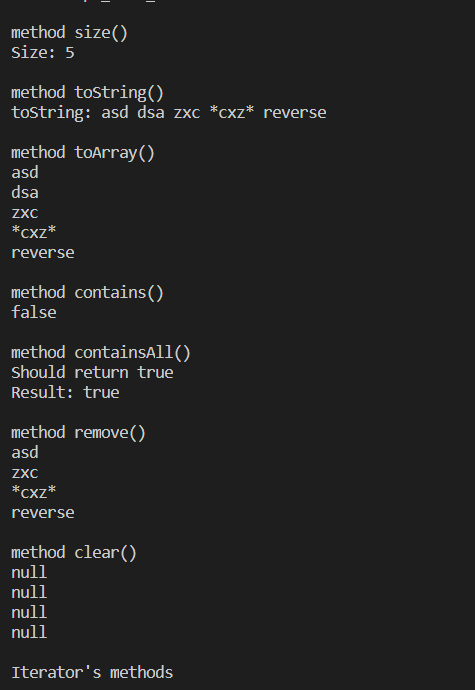 method size()
Size: 5
method toString()
toString: asd dsa zxc *cxz* reverse
method toArray()
asd
dsa
zxc
*cxz*
reverse
method contains()
false
method containsAll()
Should return true
Result: true
method remove()
asd
zxc
*cxz*
reverse
method clear()
null
null
null
null
Iterator's methods